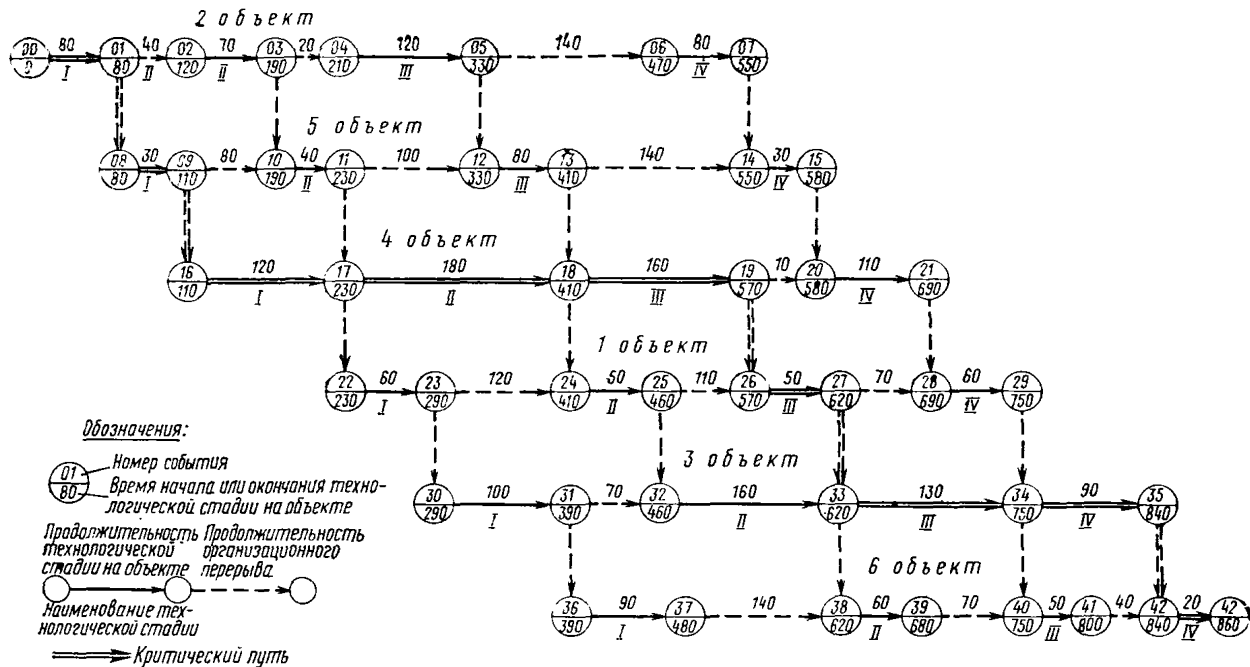 2 объект
80 40 70 20 120 140 80
00 01 02 03 04 05 06 07
0 80 120 190 210 330 470 550
I II II III IV
5 объект
30 80 40 100 80 140 30
08 09 10 11 12 13 14 15
80 110 190 230 330 410 550 580
I II III IV
4 объект
120 180 160 10 110
16 17 18 19 20 21
110 230 410 570 580 690
I II III IV
1 объект
60 120 50 110 50 70 60
22 23 24 25 26 27 28 29
230 290 410 460 570 620 690 750
I II III IV
3 объект
100 70 160 130 90
30 31 32 33 34 35
290 390 460 620 750 840
I II III IV
6 объект
90 140 60 70 50 40 20
36 37 38 39 40 41 42 42
390 480 620 680 750 800 840 860
I II III IV
Обозначения:
01
80
Номер события
Время начала или окончания техно-
логической стадии на объекте
Продолжительность
технологической
стадии на объекте
Продолжительность
организационного
перерыва
Наименование тех-
нологической стадии
Критический путь